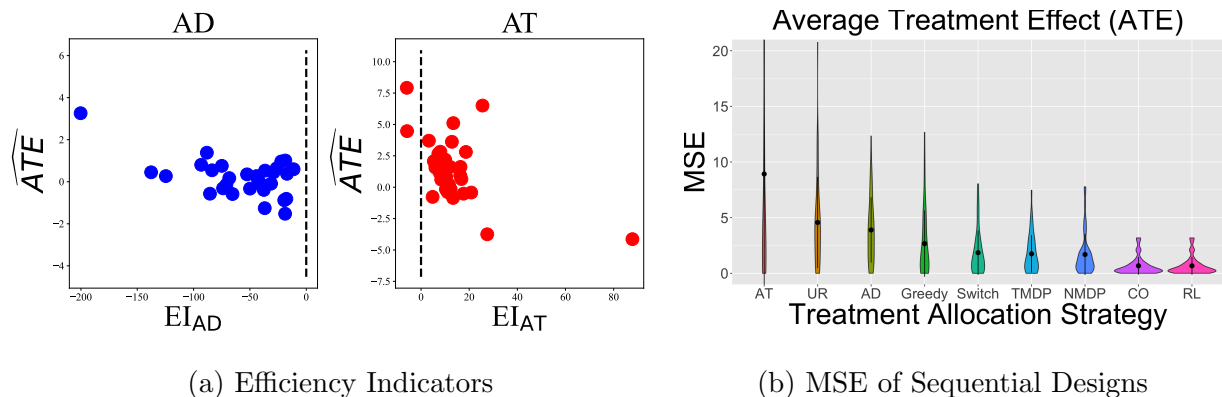 AD
6
4
2
0
−2
−4
−200
−150
−100
−50
0
ATE
EI_AD
AT
10.0
7.5
5.0
2.5
0.0
−2.5
−5.0
−7.5
0
20
40
60
80
ATE
EI_AT
Average Treatment Effect (ATE)
20
15
10
5
0
MSE
AT UR AD Greedy Switch TMDP NMDP CO RL
Treatment Allocation Strategy
(a) Efficiency Indicators
(b) MSE of Sequential Designs